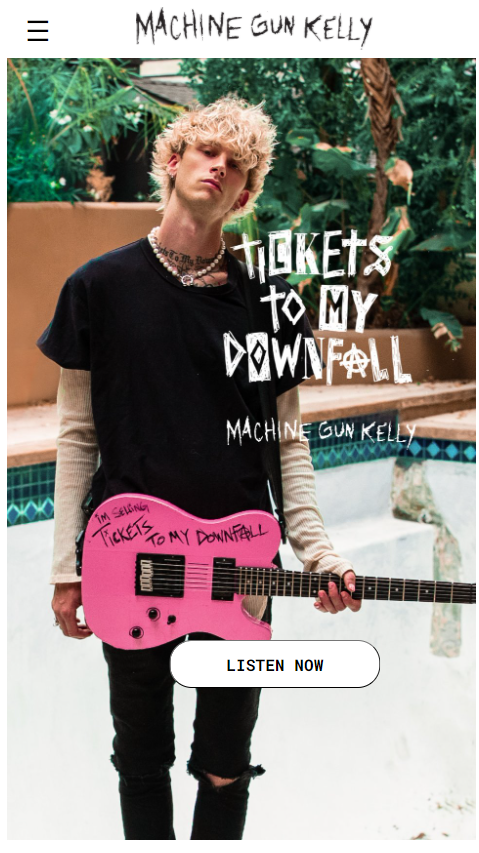 MACHINE GUN KELLY
TICKETS
TO MY
DOWNFALL
MACHINE GUN KELLY
I'M SELLING
TICKETS TO MY DOWNFALL
LISTEN NOW